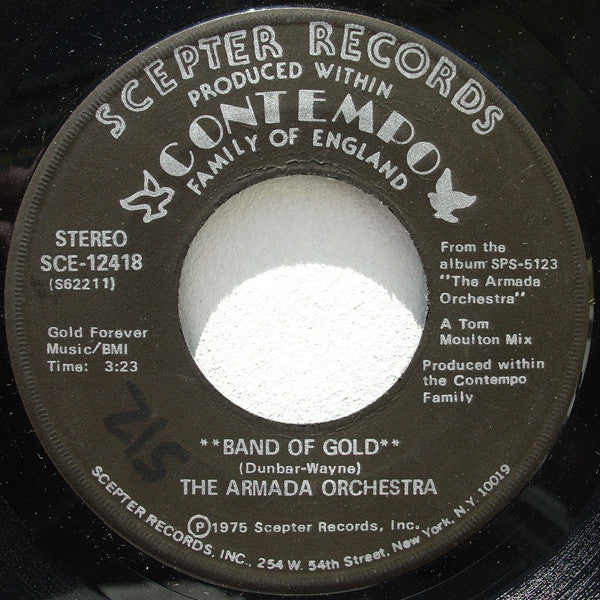 SCEPTER RECORDS
PRODUCED WITHIN
CONTEMPO
FAMILY OF ENGLAND
STEREO
SCE-12418
(S62211)
Gold Forever
Music/BMI
Time: 3:23
From the
album SPS-5123
"The Armada
Orchestra"
A Tom
Moulton Mix
Produced within
the Contempo
Family
512
**BAND OF GOLD**
(Dunbar-Wayne)
THE ARMADA ORCHESTRA
℗ 1975 Scepter Records, Inc.
SCEPTER RECORDS, INC., 254 W. 54th Street, New York, N.Y. 10019